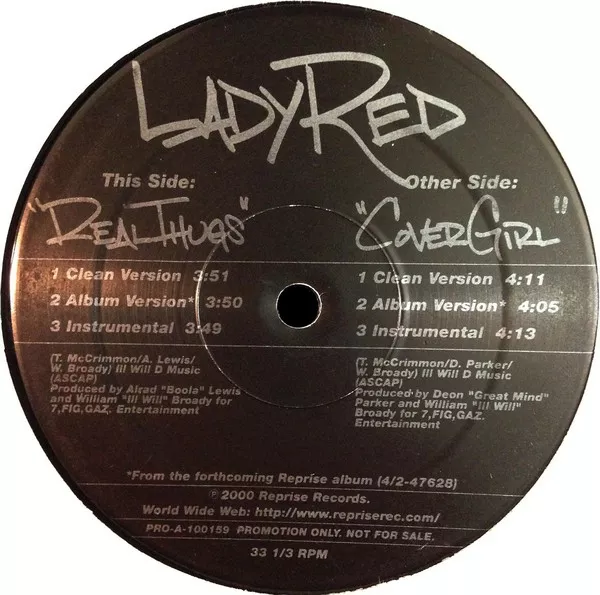 LADY RED
This Side:
"REAL THUGS"
1 Clean Version 3:51
2 Album Version* 3:50
3 Instrumental 3:49
(T. McCrimmon/A. Lewis/
W. Broady) Ill Will D Music
(ASCAP)
Produced by Alrad "Boola" Lewis
and William "Ill Will" Broady for
7,FIG,GAZ. Entertainment
Other Side:
"COVER GIRL"
1 Clean Version 4:11
2 Album Version* 4:05
3 Instrumental 4:13
(T. McCrimmon/D. Parker/
W. Broady) Ill Will D Music
(ASCAP)
Produced by Deon "Great Mind"
Parker and William "Ill Will"
Broady for 7,FIG,GAZ.
Entertainment
*From the forthcoming Reprise album (4/2-47628)
℗ 2000 Reprise Records.
World Wide Web: http://www.repriserec.com/
PRO-A-100159 PROMOTION ONLY. NOT FOR SALE.
33 1/3 RPM